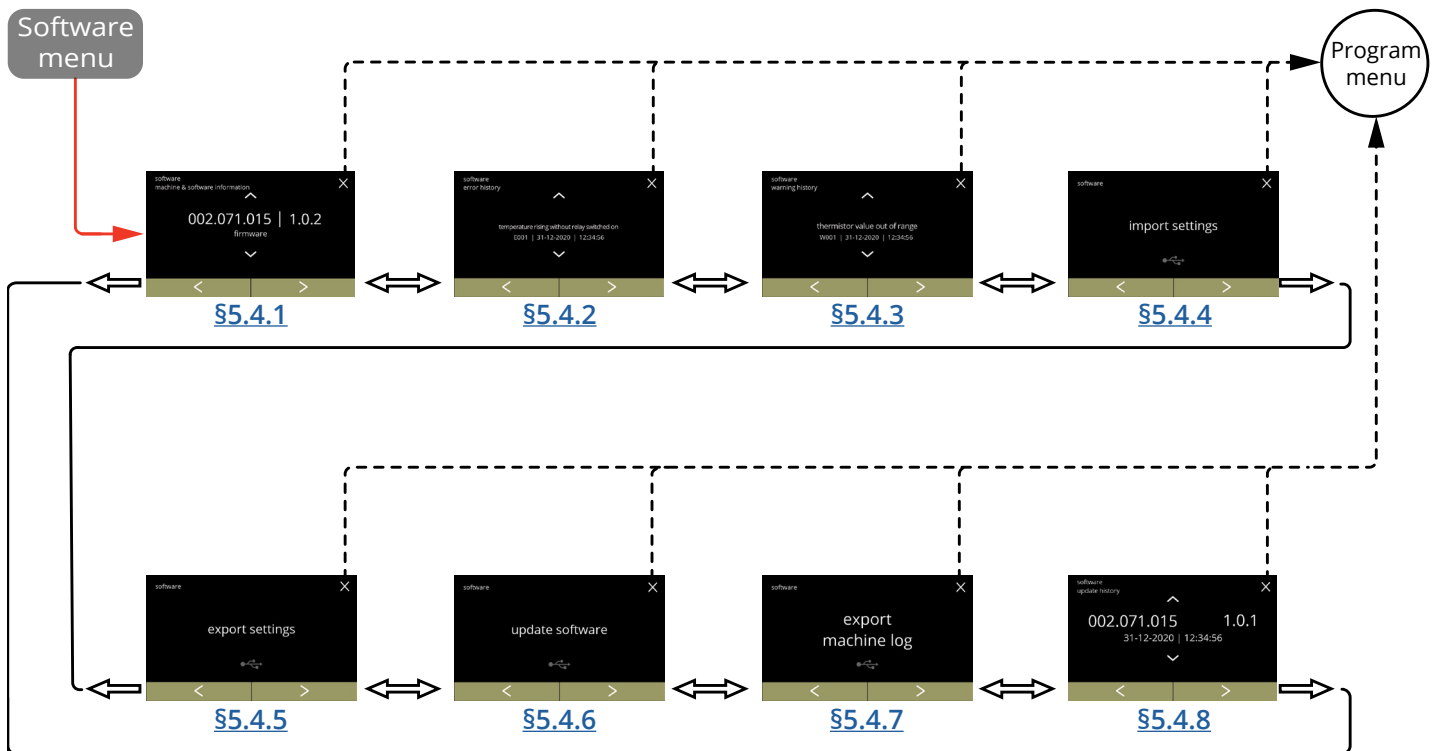 Software
menu
Program
menu
software
machine & software information
002.071.015 | 1.0.2
firmware
< >
§5.4.1
software
error history
temperature rising without relay switched on
E001 | 31-12-2020 | 12:34:56
< >
§5.4.2
software
warning history
thermistor value out of range
W001 | 31-12-2020 | 12:34:56
< >
§5.4.3
software
import settings
< >
§5.4.4
software
export settings
< >
§5.4.5
software
update software
< >
§5.4.6
software
export
machine log
< >
§5.4.7
software
update history
002.071.015 1.0.1
31-12-2020 | 12:34:56
< >
§5.4.8